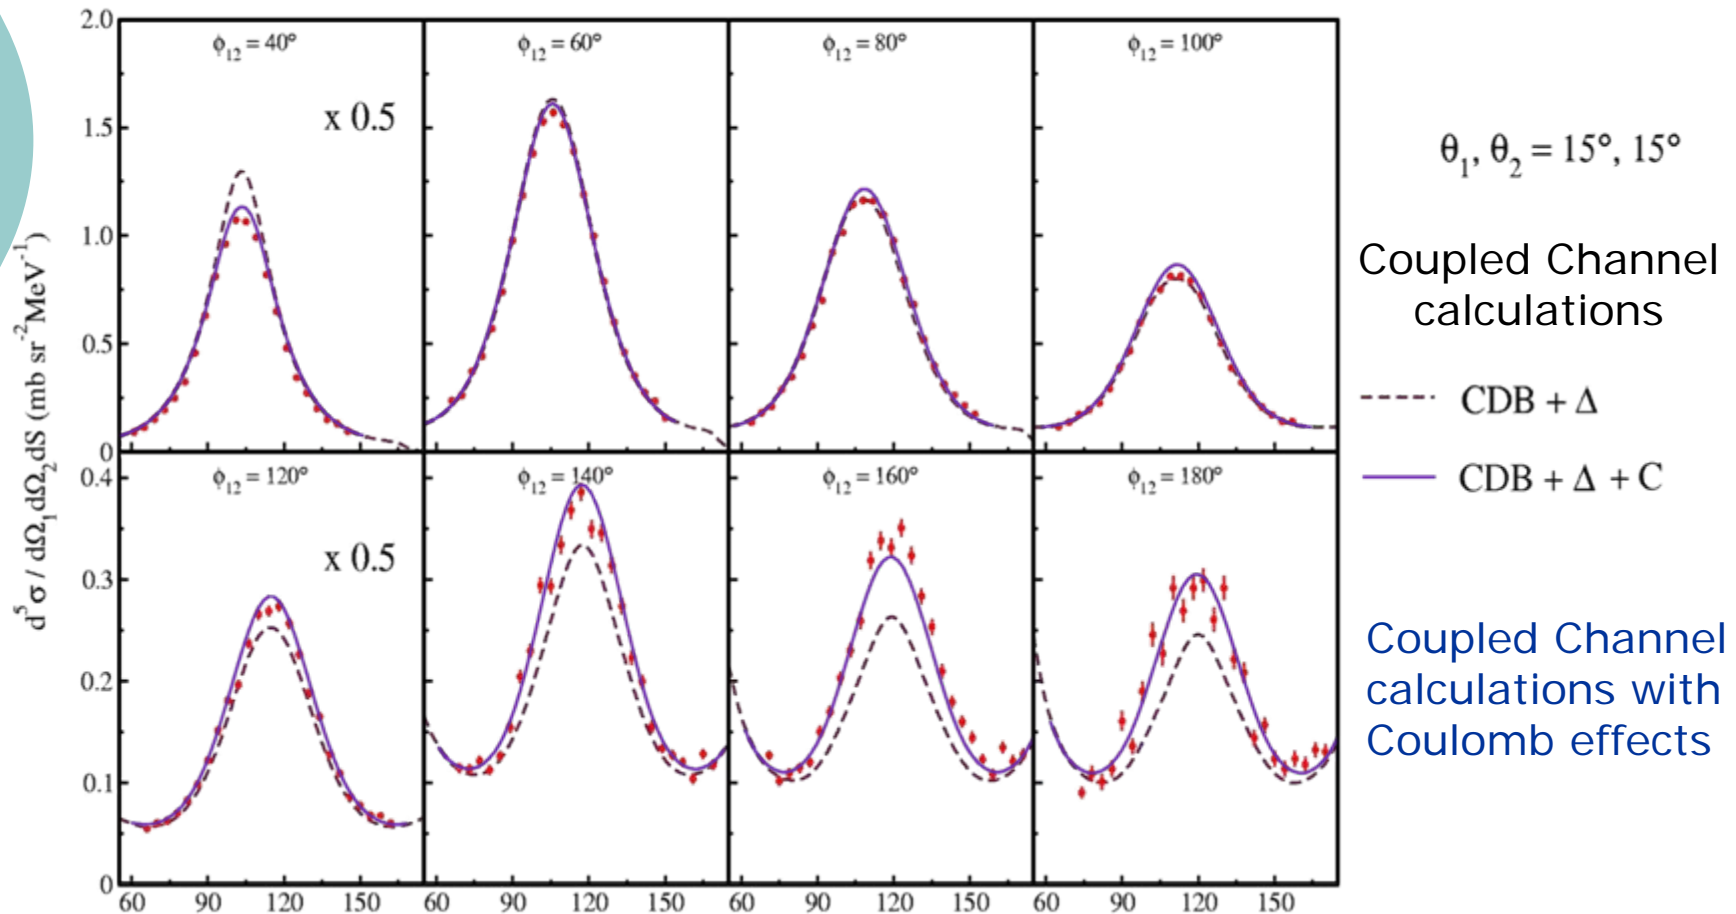 2.0
1.5
1.0
0.5
0
0.4
0.3
0.2
0.1
0
d⁵σ / dΩ₁dΩ₂dS (mb sr⁻²MeV⁻¹)
ϕ₁₂ = 40°
x 0.5
ϕ₁₂ = 60°
ϕ₁₂ = 80°
ϕ₁₂ = 100°
ϕ₁₂ = 120°
x 0.5
ϕ₁₂ = 140°
ϕ₁₂ = 160°
ϕ₁₂ = 180°
60 90 120 150 60 90 120 150 60 90 120 150 60 90 120 150
θ₁, θ₂ = 15°, 15°
Coupled Channel
calculations
CDB + Δ
CDB + Δ + C
Coupled Channel
calculations with
Coulomb effects